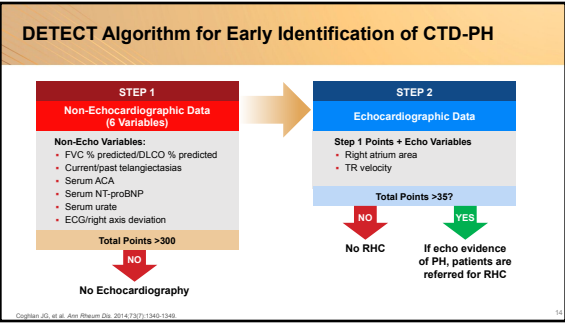 DETECT Algorithm for Early Identification of CTD-PH
STEP 1
Non-Echocardiographic Data
(6 Variables)
Non-Echo Variables:
• FVC % predicted/DLCO % predicted
• Current/past telangiectasias
• Serum ACA
• Serum NT-proBNP
• Serum urate
• ECG/right axis deviation
Total Points >300
NO
No Echocardiography
STEP 2
Echocardiographic Data
Step 1 Points + Echo Variables
• Right atrium area
• TR velocity
Total Points >35?
NO
No RHC
YES
If echo evidence
of PH, patients are
referred for RHC
Coghlan JG, et al. Ann Rheum Dis. 2014;73(7):1340-1349.
14